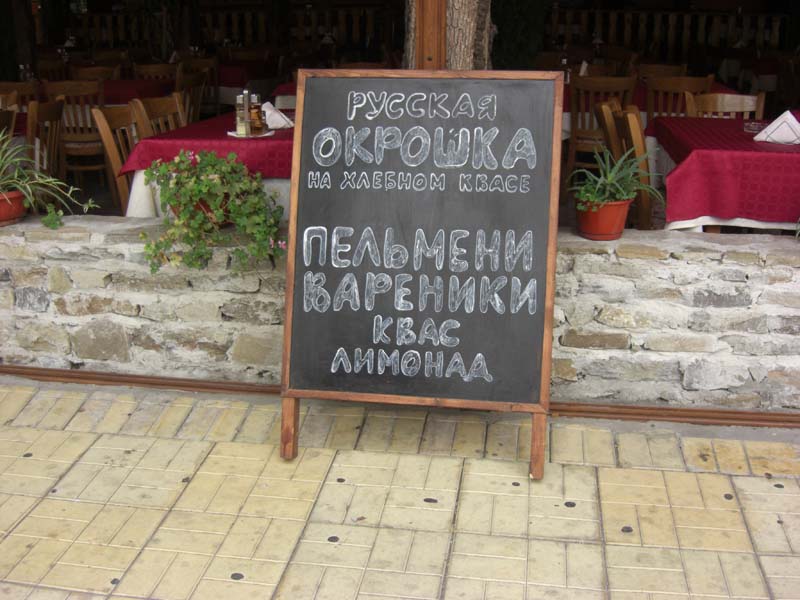 РУССКАЯ
ОКРОШКА
НА ХЛЕБНОМ КВАСЕ
ПЕЛЬМЕНИ
ВАРЕНИКИ
КВАС
ЛИМОНАД